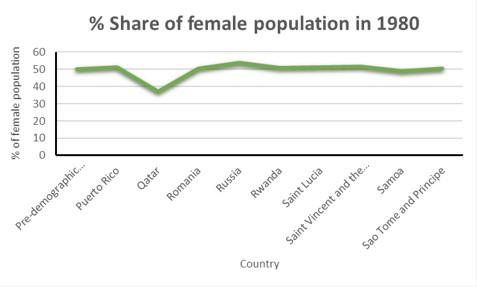 % Share of female population in 1980
% of female population
60
50
40
30
20
10
0
Pre-demographic...
Puerto Rico
Qatar
Romania
Russia
Rwanda
Saint Lucia
Saint Vincent and the...
Samoa
Sao Tome and Principe
Country